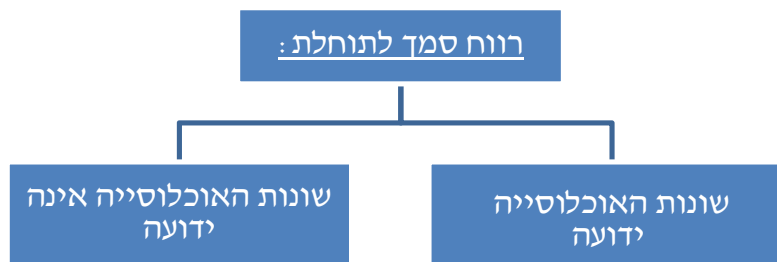 רווח סמך לתוחלת:
שונות האוכלוסייה
ידועה
שונות האוכלוסייה אינה
ידועה